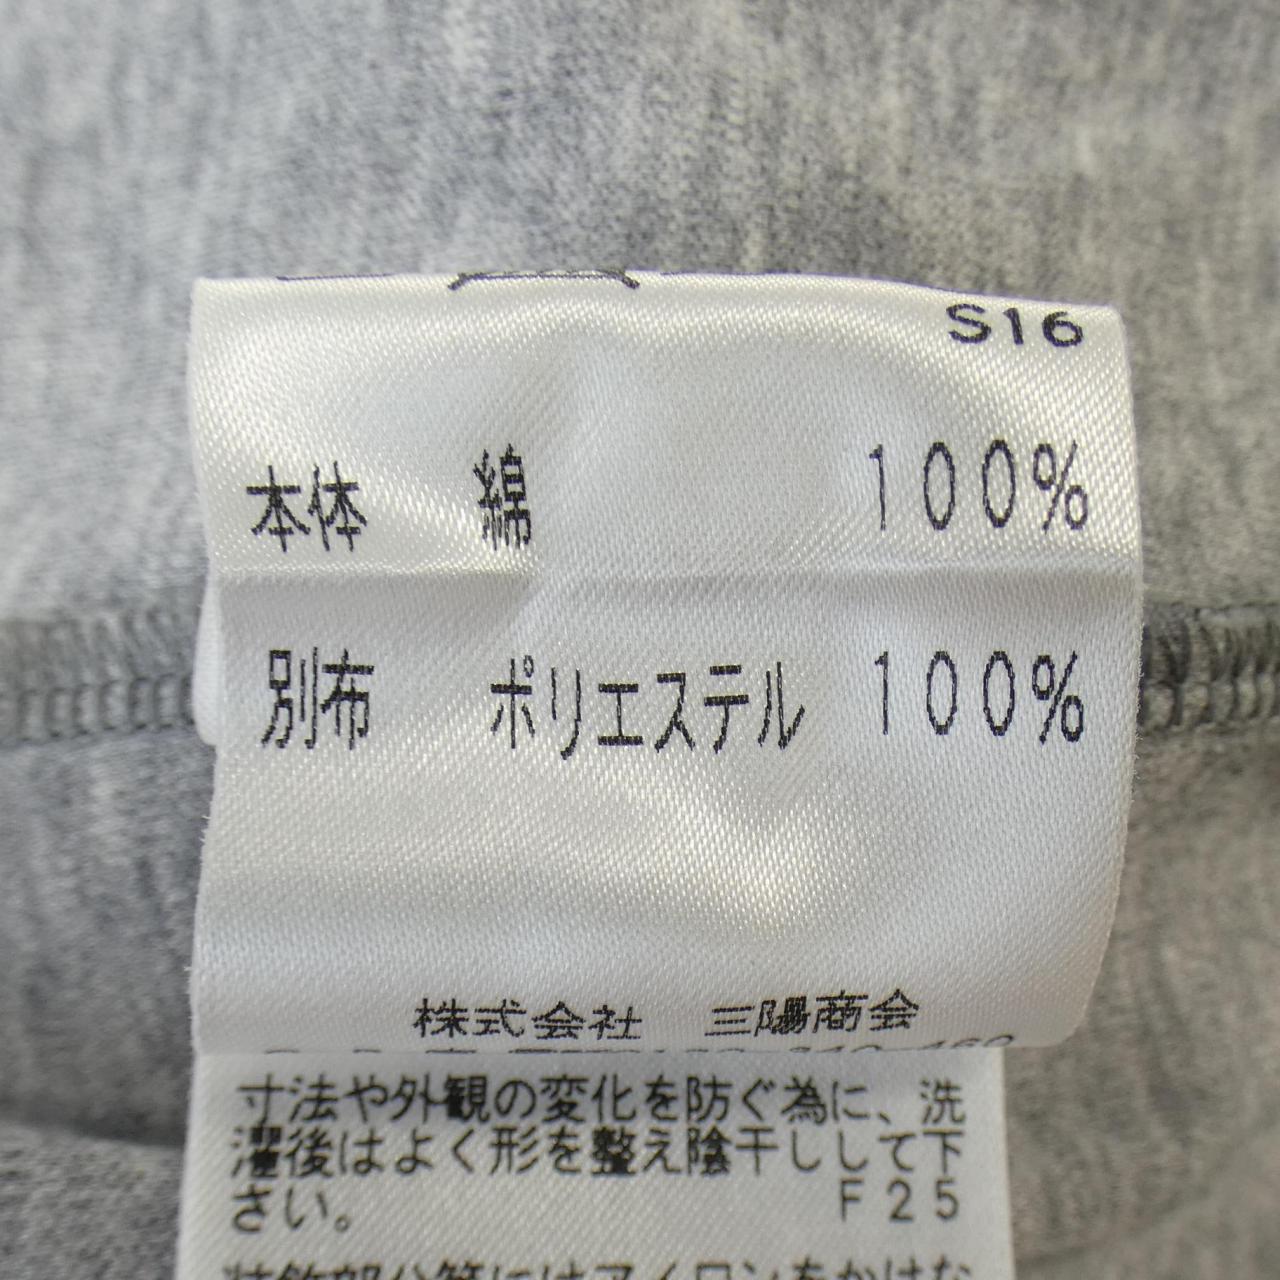 S16
本体 綿 100%
別布 ポリエステル 100%
株式会社 三陽商会
寸法や外観の変化を防ぐ為に、洗
濯後はよく形を整え陰干しして下
さい。 F25